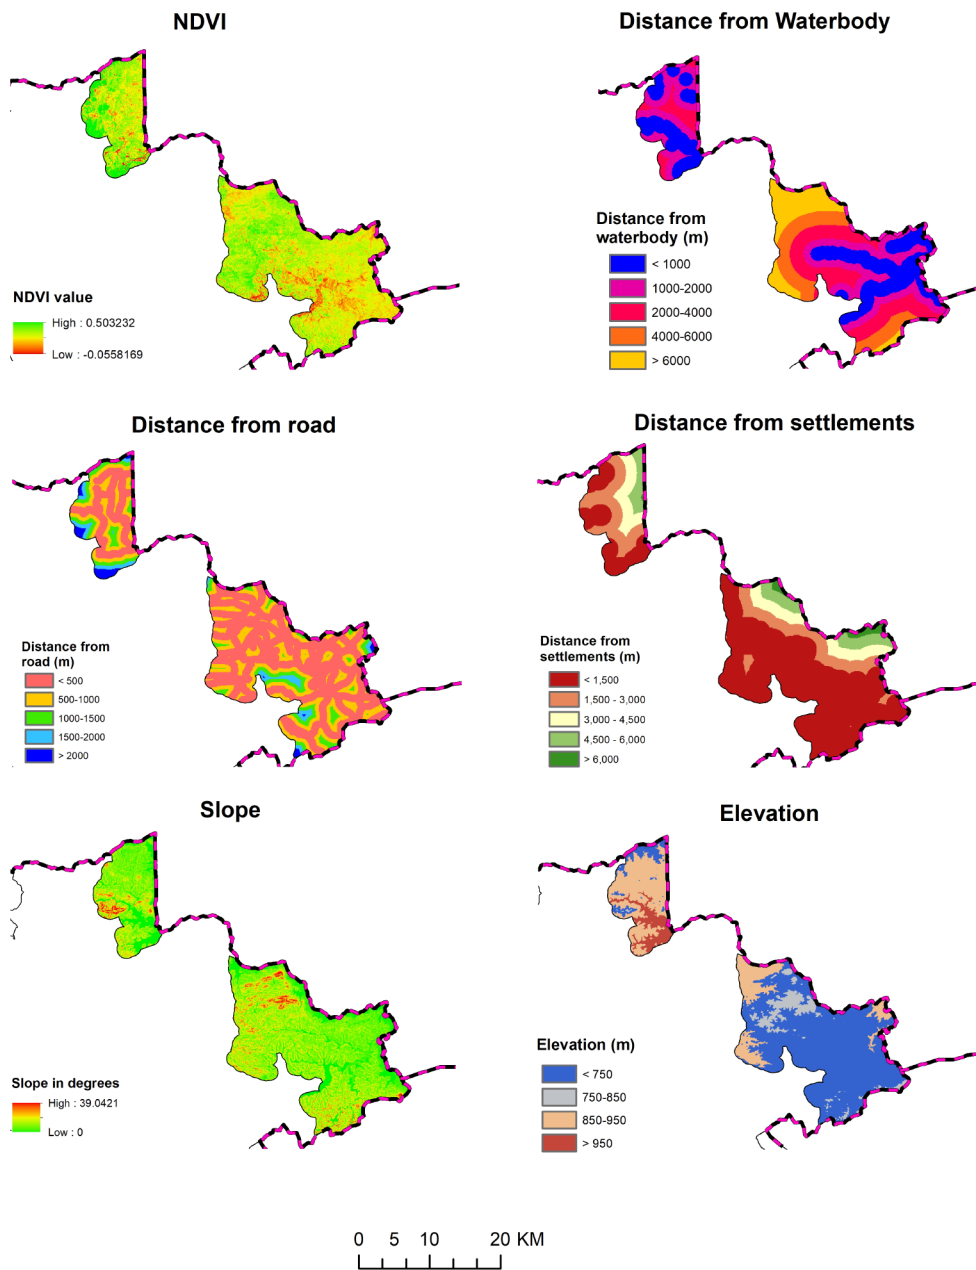 NDVI
Distance from Waterbody
NDVI value
High : 0.503232
Low : -0.0558169
Distance from
waterbody (m)
< 1000
1000-2000
2000-4000
4000-6000
> 6000
Distance from road
Distance from settlements
Distance from
road (m)
< 500
500-1000
1000-1500
1500-2000
> 2000
Distance from
settlements (m)
< 1,500
1,500 - 3,000
3,000 - 4,500
4,500 - 6,000
> 6,000
Slope
Elevation
Slope in degrees
High : 39.0421
Low : 0
Elevation (m)
< 750
750-850
850-950
> 950
0 5 10 20 KM